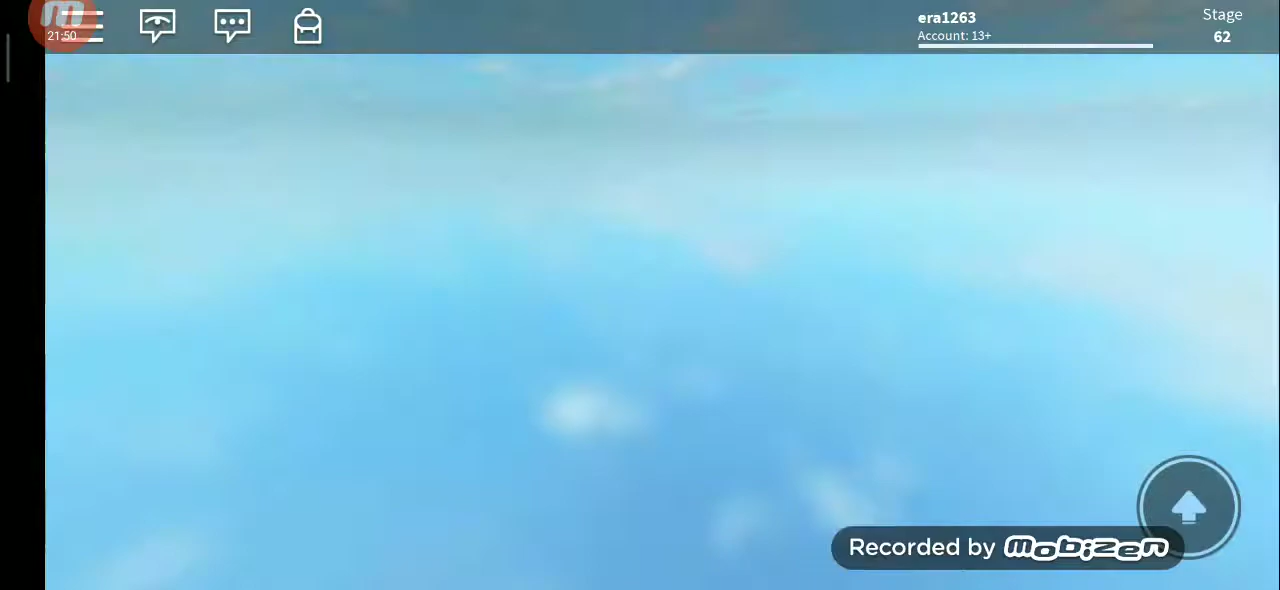 21:50
era1263
Account: 13+
Stage
62
Recorded by mobizen